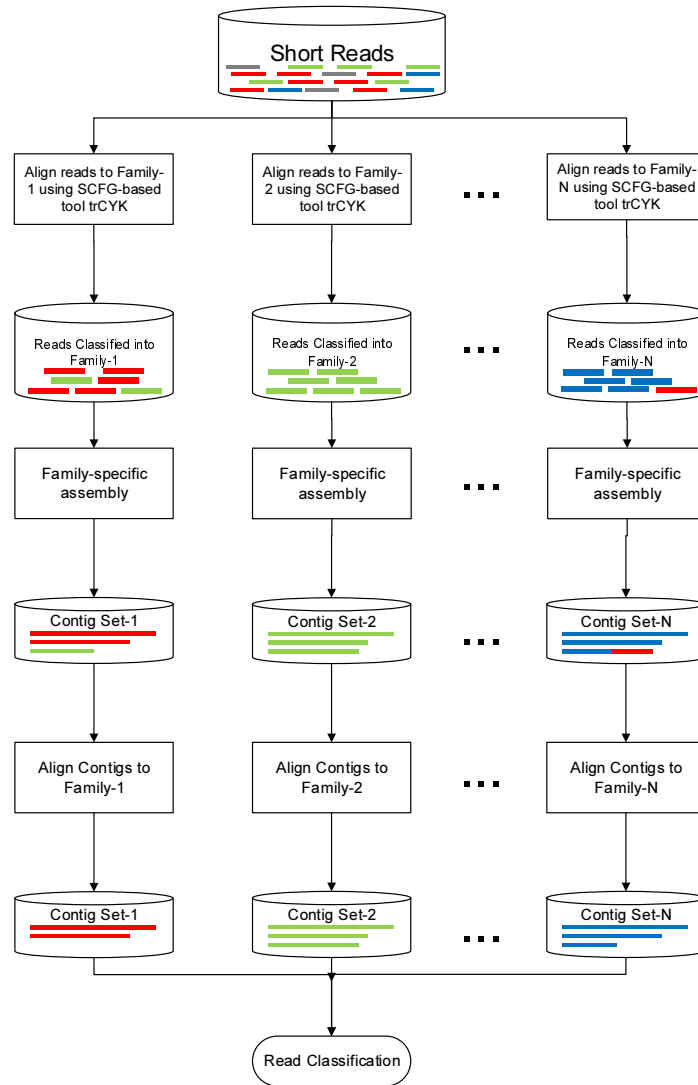 Short Reads
Align reads to Family-
1 using SCFG-based
tool trCYK
Align reads to Family-
2 using SCFG-based
tool trCYK
Align reads to Family-
N using SCFG-based
tool trCYK
Reads Classified into
Family-1
Reads Classified into
Family-2
Reads Classified into
Family-N
Family-specific
assembly
Family-specific
assembly
Family-specific
assembly
Contig Set-1
Contig Set-2
Contig Set-N
Align Contigs to
Family-1
Align Contigs to
Family-2
Align Contigs to
Family-N
Contig Set-1
Contig Set-2
Contig Set-N
Read Classification